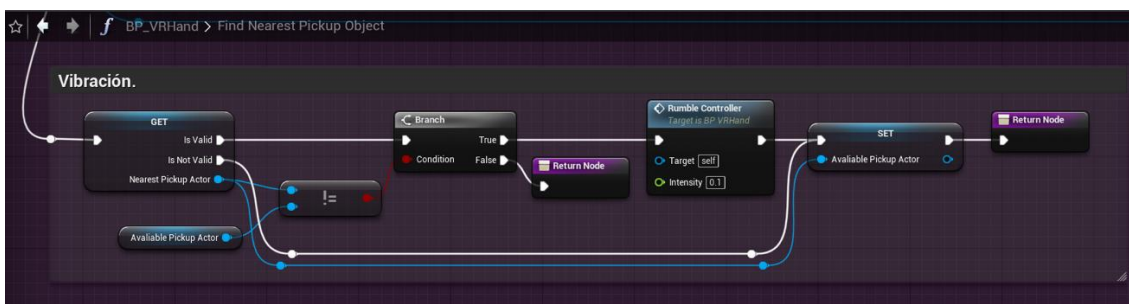 f BP_VRHand > Find Nearest Pickup Object
Vibración.
GET
Is Valid
Is Not Valid
Nearest Pickup Actor
Avaliable Pickup Actor
!=
Branch
True
Condition
False
Return Node
Rumble Controller
Target is BP VRHand
Target self
Intensity 0.1
SET
Avaliable Pickup Actor
Return Node